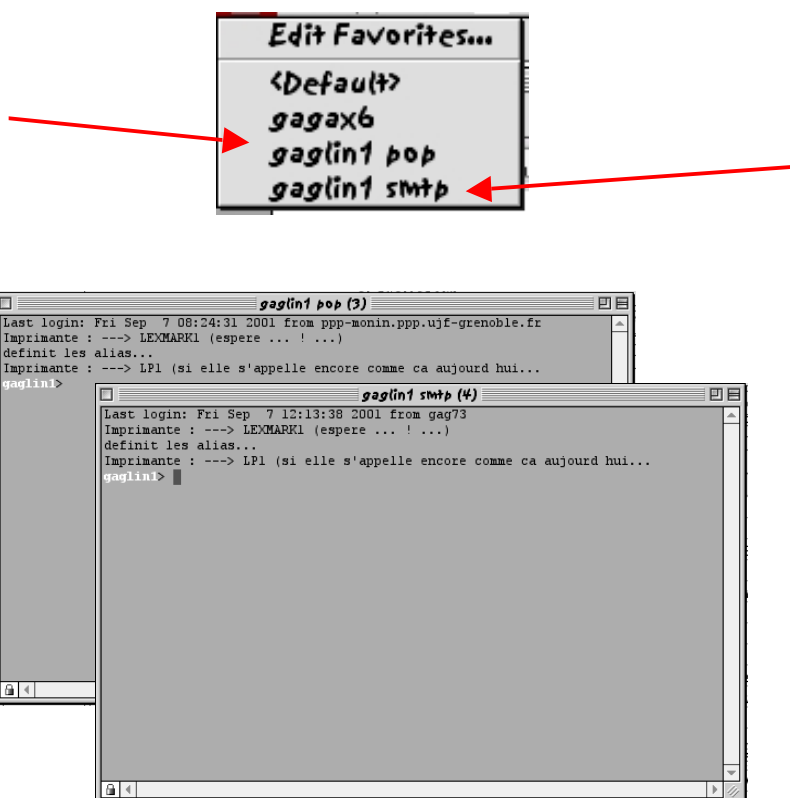 Edit Favorites...
<Default>
gagax6
gaglin1 pop
gaglin1 smtp
gaglin1 pop (3)
Last login: Fri Sep  7 08:24:31 2001 from ppp-monin.ppp.ujf-grenoble.fr
Imprimante : ---> LEXMARK1 (espere ... ! ...)
definit les alias...
Imprimante : ---> LP1 (si elle s'appelle encore comme ca aujourd hui...
gaglin1>
gaglin1 smtp (4)
Last login: Fri Sep  7 12:13:38 2001 from gag73
Imprimante : ---> LEXMARK1 (espere ... ! ...)
definit les alias...
Imprimante : ---> LP1 (si elle s'appelle encore comme ca aujourd hui...
gaglin1>